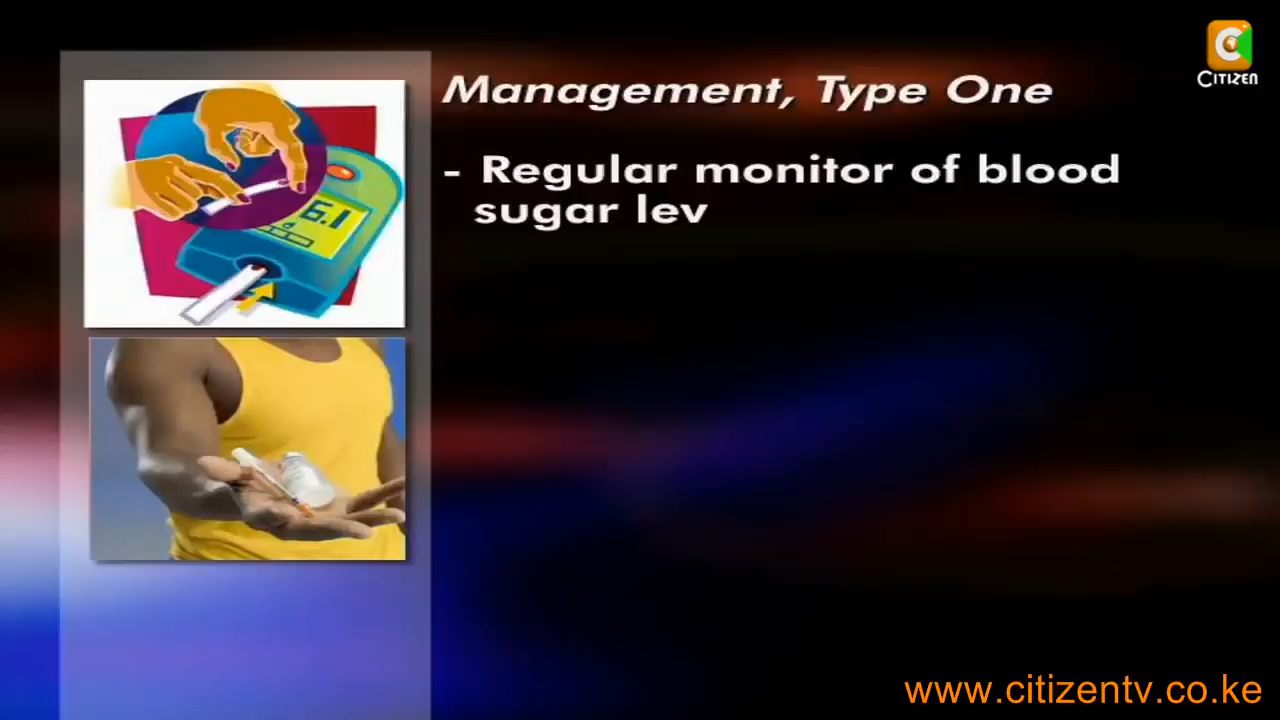 CITIZEN
Management, Type One
- Regular monitor of blood
sugar lev
6.1
www.citizentv.co.ke